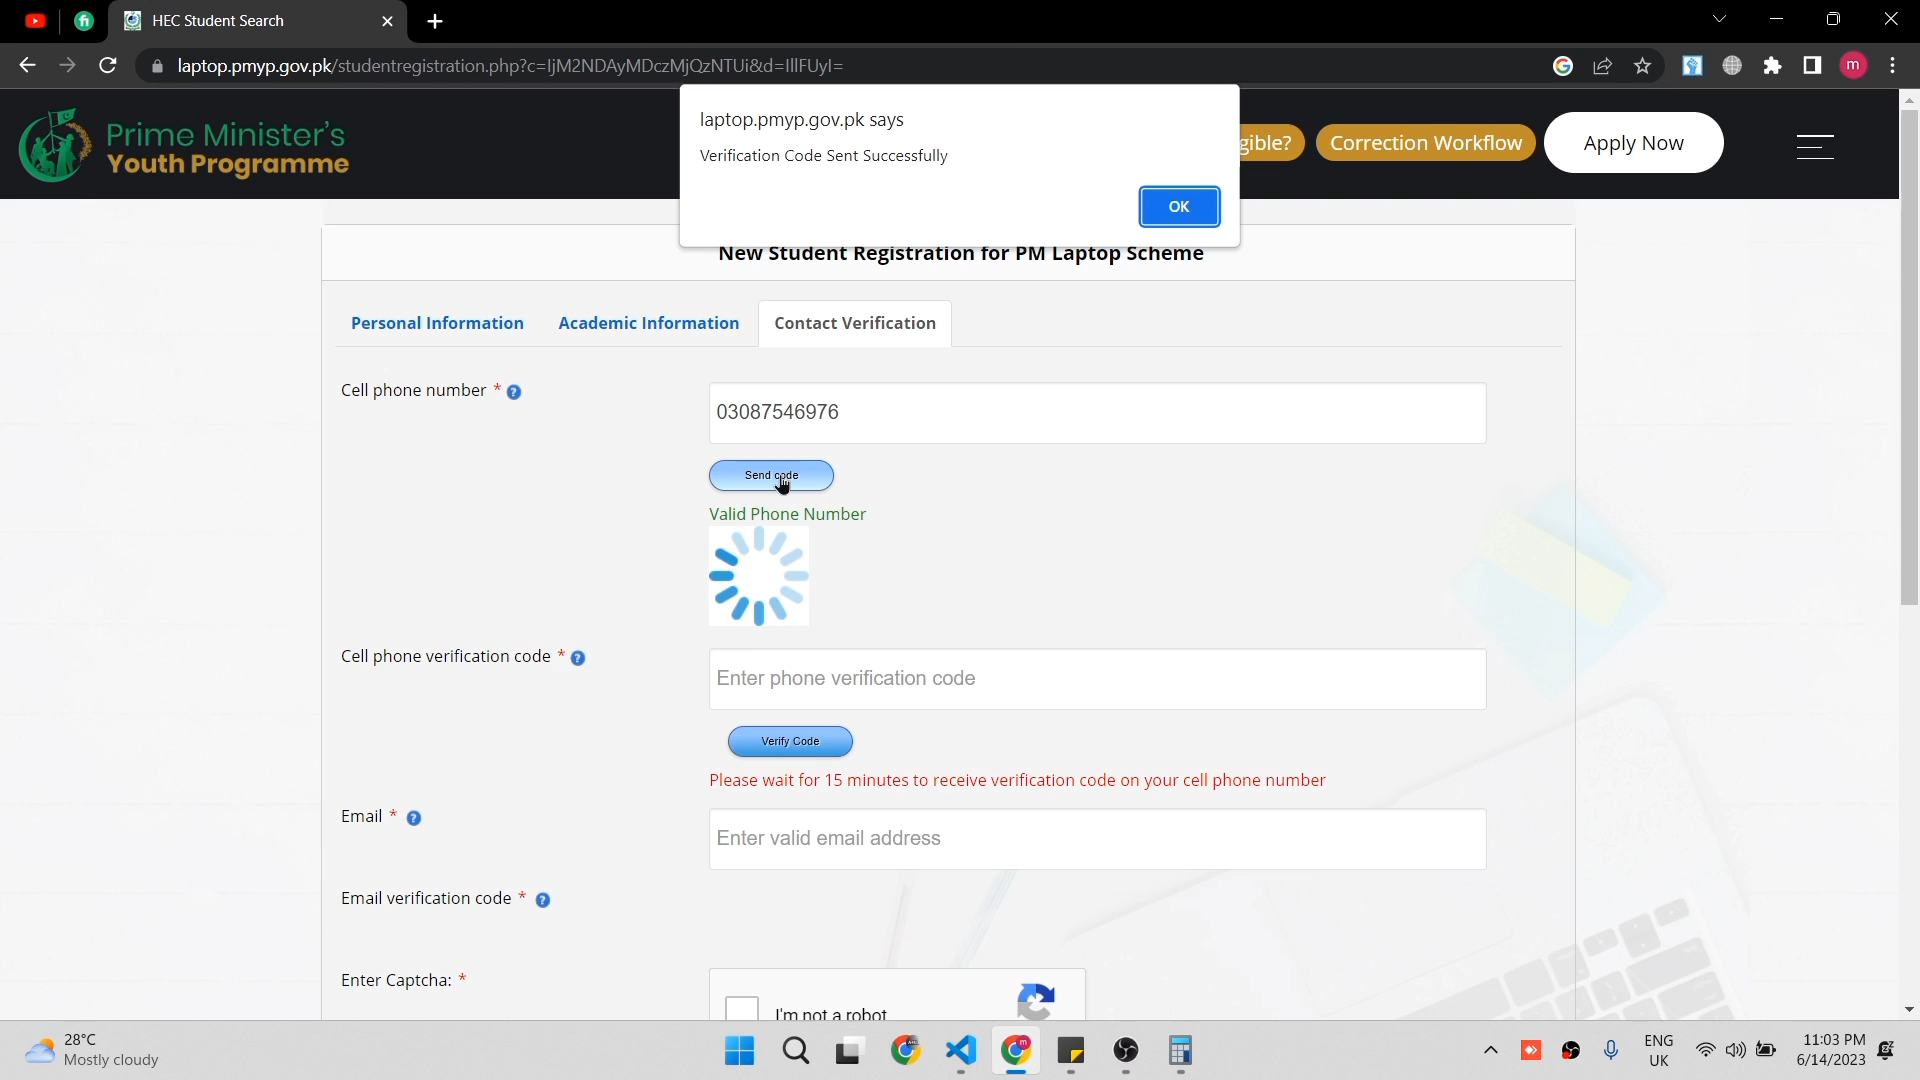 HEC Student Search
laptop.pmyp.gov.pk/studentregistration.php?c=IjM2NDAyMDczMjQzNTUi&d=IllFUyI=
m
Prime Minister's
Youth Programme
gible?
Correction Workflow
Apply Now
laptop.pmyp.gov.pk says
Verification Code Sent Successfully
OK
New Student Registration for PM Laptop Scheme
Personal Information
Academic Information
Contact Verification
Cell phone number * ?
03087546976
Send code
Valid Phone Number
Cell phone verification code * ?
Enter phone verification code
Verify Code
Please wait for 15 minutes to receive verification code on your cell phone number
Email * ?
Enter valid email address
Email verification code * ?
Enter Captcha: *
I'm not a robot
28°C
Mostly cloudy
ENG
UK
11:03 PM
6/14/2023